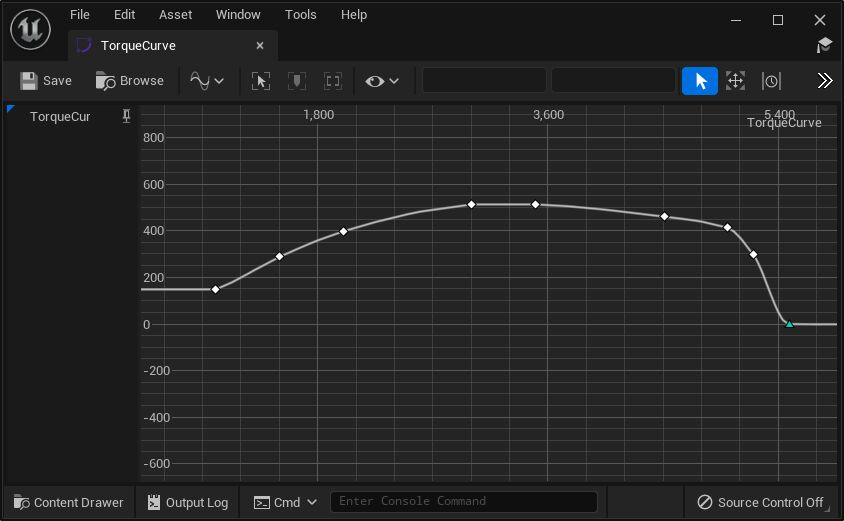 File Edit Asset Window Tools Help
TorqueCurve
Save Browse
TorqueCur
1,800 3,600 5,400
TorqueCurve
800
600
400
200
0
-200
-400
-600
Content Drawer Output Log Cmd Enter Console Command Source Control Off